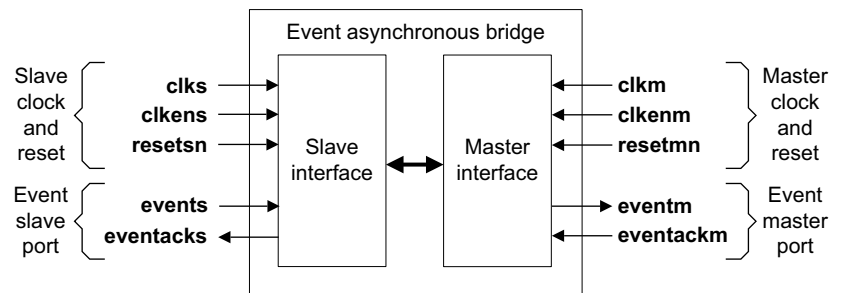 Event asynchronous bridge
Slave
clock
and
reset
clks
clkens
resetsn
Event
slave
port
events
eventacks
Slave
interface
Master
interface
clkm
clkenm
resetmn
Master
clock
and
reset
eventm
eventackm
Event
master
port